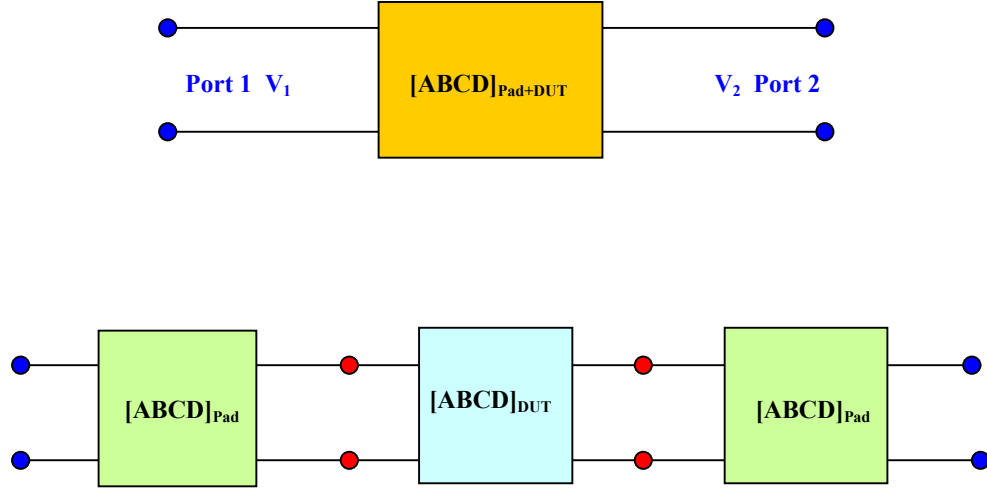 Port 1 V₁
[ABCD]Pad+DUT
V₂ Port 2
[ABCD]Pad
[ABCD]DUT
[ABCD]Pad